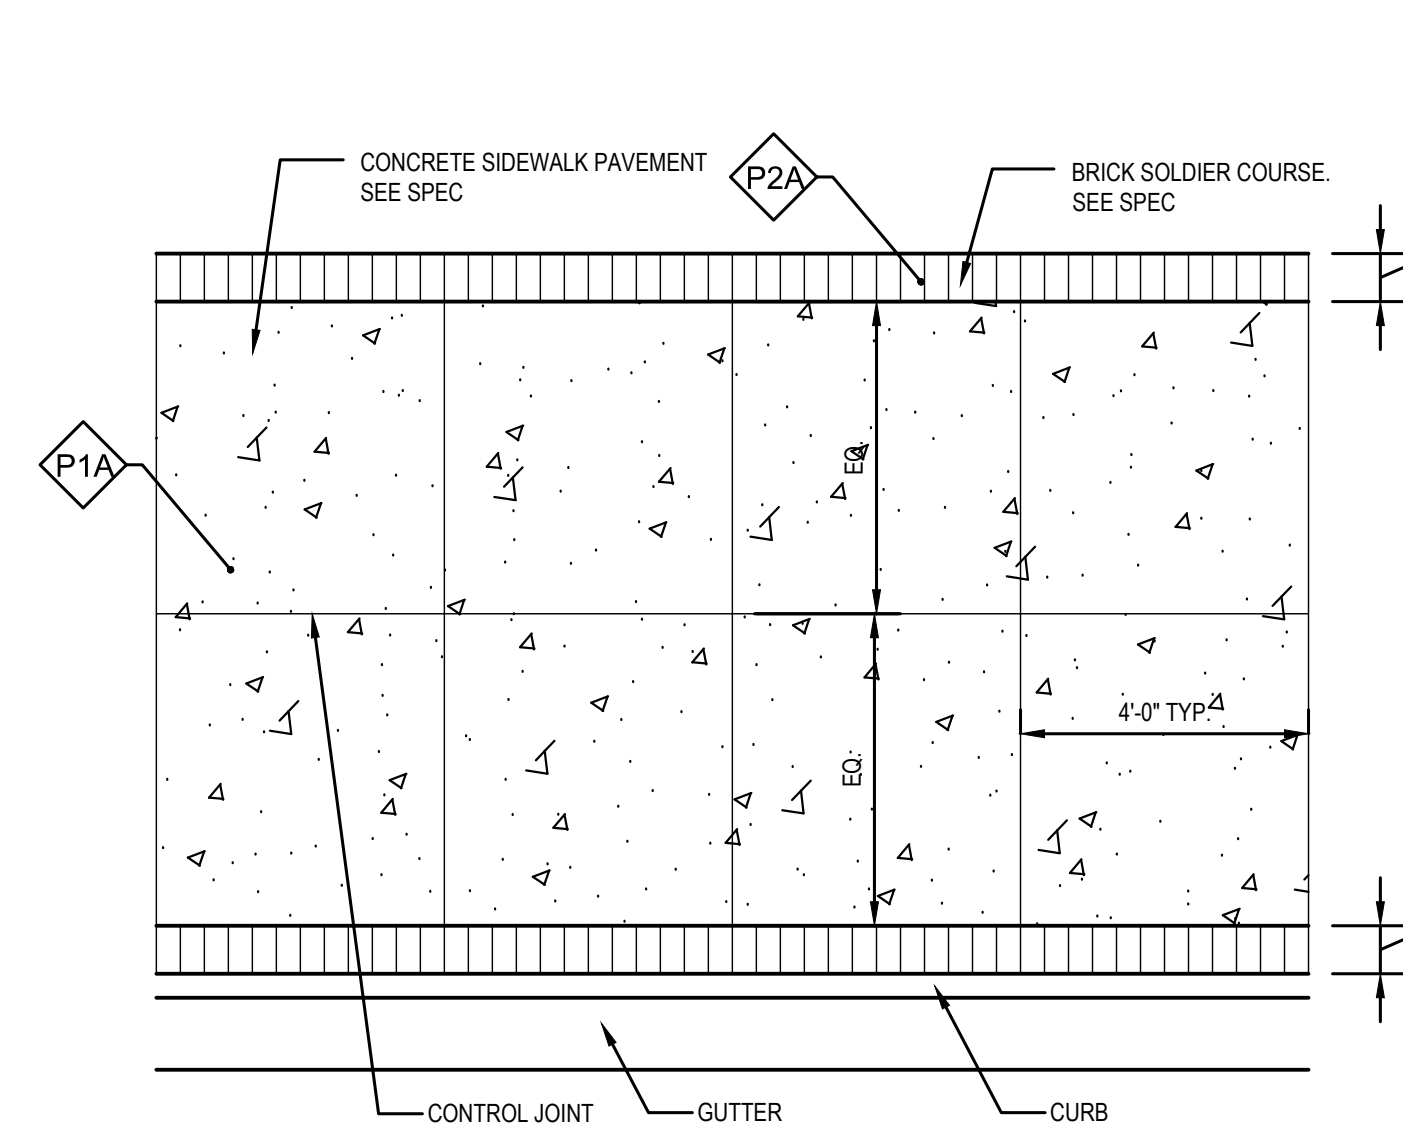 CONCRETE SIDEWALK PAVEMENT
SEE SPEC
P2A
BRICK SOLDIER COURSE.
SEE SPEC
P1A
EQ.
4'-0" TYP.
EQ.
CONTROL JOINT
GUTTER
CURB